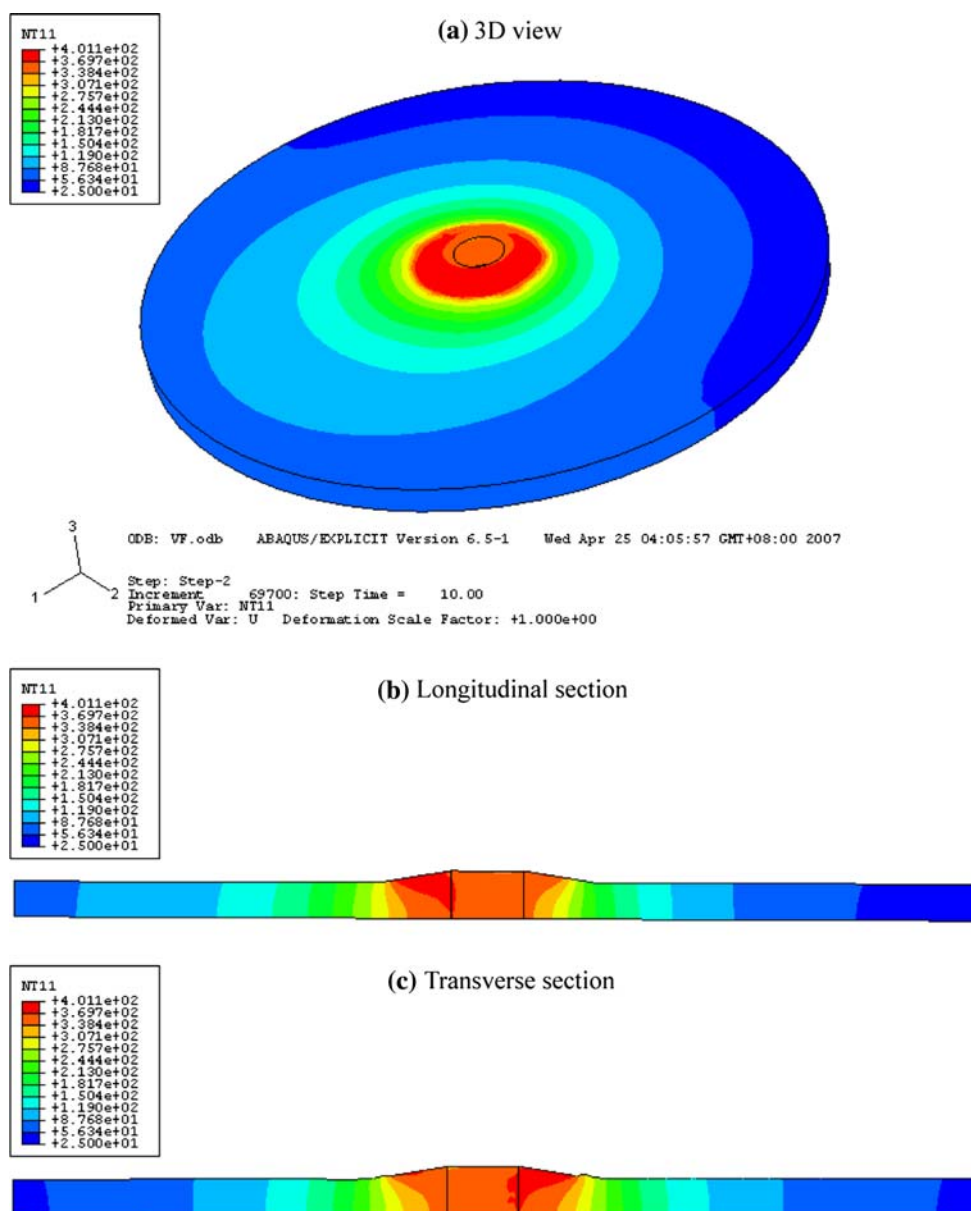 (a) 3D view
NT11
+4.011e+02
+3.697e+02
+3.384e+02
+3.071e+02
+2.757e+02
+2.444e+02
+2.130e+02
+1.817e+02
+1.504e+02
+1.190e+02
+8.768e+01
+5.634e+01
+2.500e+01
3
1
2
ODB: VF.odb ABAQUS/EXPLICIT Version 6.5-1 Wed Apr 25 04:05:57 GMT+08:00 2007
Step: Step-2
Increment 69700: Step Time = 10.00
Primary Var: NT11
Deformed Var: U Deformation Scale Factor: +1.000e+00
(b) Longitudinal section
NT11
+4.011e+02
+3.697e+02
+3.384e+02
+3.071e+02
+2.757e+02
+2.444e+02
+2.130e+02
+1.817e+02
+1.504e+02
+1.190e+02
+8.768e+01
+5.634e+01
+2.500e+01
(c) Transverse section
NT11
+4.011e+02
+3.697e+02
+3.384e+02
+3.071e+02
+2.757e+02
+2.444e+02
+2.130e+02
+1.817e+02
+1.504e+02
+1.190e+02
+8.768e+01
+5.634e+01
+2.500e+01